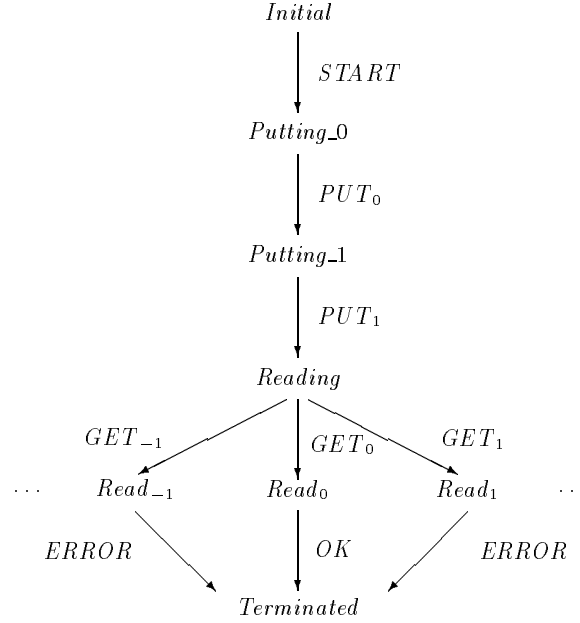 Initial
START
Putting_0
PUT₀
Putting_1
PUT₁
Reading
GET₋₁ GET₀ GET₁
... Read₋₁ Read₀ Read₁ ..
ERROR OK ERROR
Terminated